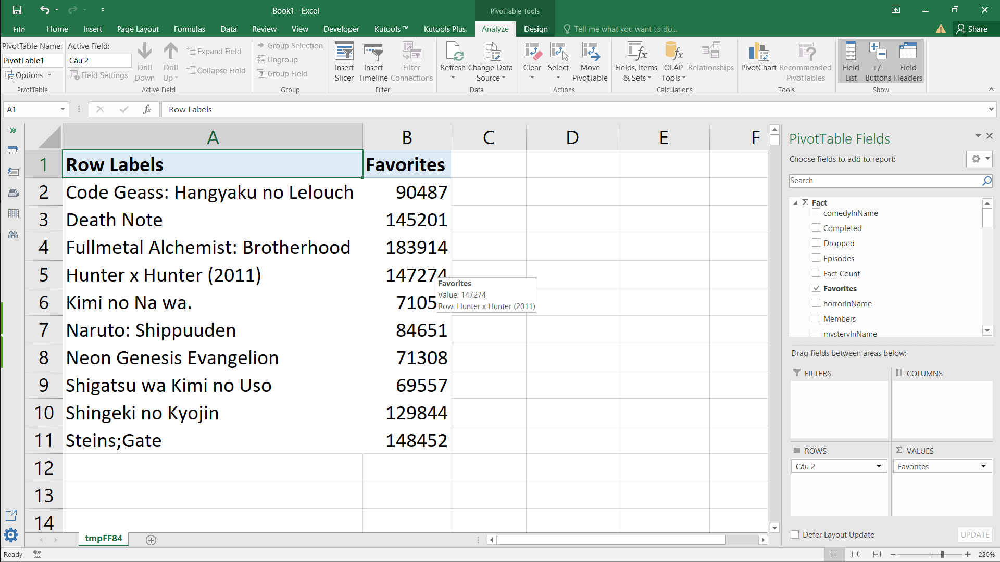 Book1 - Excel
PivotTable Tools
File Home Insert Page Layout Formulas Data Review View Developer Kutools ™ Kutools Plus Analyze Design Tell me what you want to do... Share
PivotTable Name:
PivotTable1
Options
PivotTable
Active Field:
Câu 2
Field Settings
Drill Down
Drill Up
Expand Field
Collapse Field
Active Field
Group Selection
Ungroup
Group Field
Group
Insert Slicer
Insert Timeline
Filter Connections
Filter
Refresh
Change Data Source
Data
Clear
Select
Move PivotTable
Actions
Fields, Items, & Sets
OLAP Tools
Relationships
Calculations
PivotChart
Recommended PivotTables
Tools
Field List
+/- Buttons
Field Headers
Show
A1 fx Row Labels
A B C D E F
1 Row Labels Favorites
2 Code Geass: Hangyaku no Lelouch 90487
3 Death Note 145201
4 Fullmetal Alchemist: Brotherhood 183914
5 Hunter x Hunter (2011) 147274
6 Kimi no Na wa. 7105
7 Naruto: Shippuuden 84651
8 Neon Genesis Evangelion 71308
9 Shigatsu wa Kimi no Uso 69557
10 Shingeki no Kyojin 129844
11 Steins;Gate 148452
12
13
14
Favorites
Value: 147274
Row: Hunter x Hunter (2011)
tmpFF84
Ready
220%
PivotTable Fields
Choose fields to add to report:
Search
Σ Fact
comedyInName
Completed
Dropped
Episodes
Fact Count
Favorites
horrorInName
Members
mysteryInName
Drag fields between areas below:
FILTERS
COLUMNS
ROWS
Σ VALUES
Câu 2
Favorites
Defer Layout Update
UPDATE